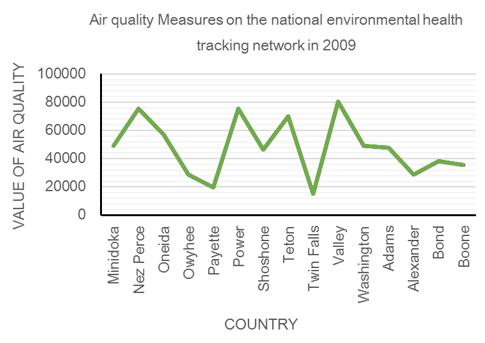 Air quality Measures on the national environmental health
tracking network in 2009
VALUE OF AIR QUALITY
100000
80000
60000
40000
20000
0
Minidoka
Nez Perce
Oneida
Owyhee
Payette
Power
Shoshone
Teton
Twin Falls
Valley
Washington
Adams
Alexander
Bond
Boone
COUNTRY